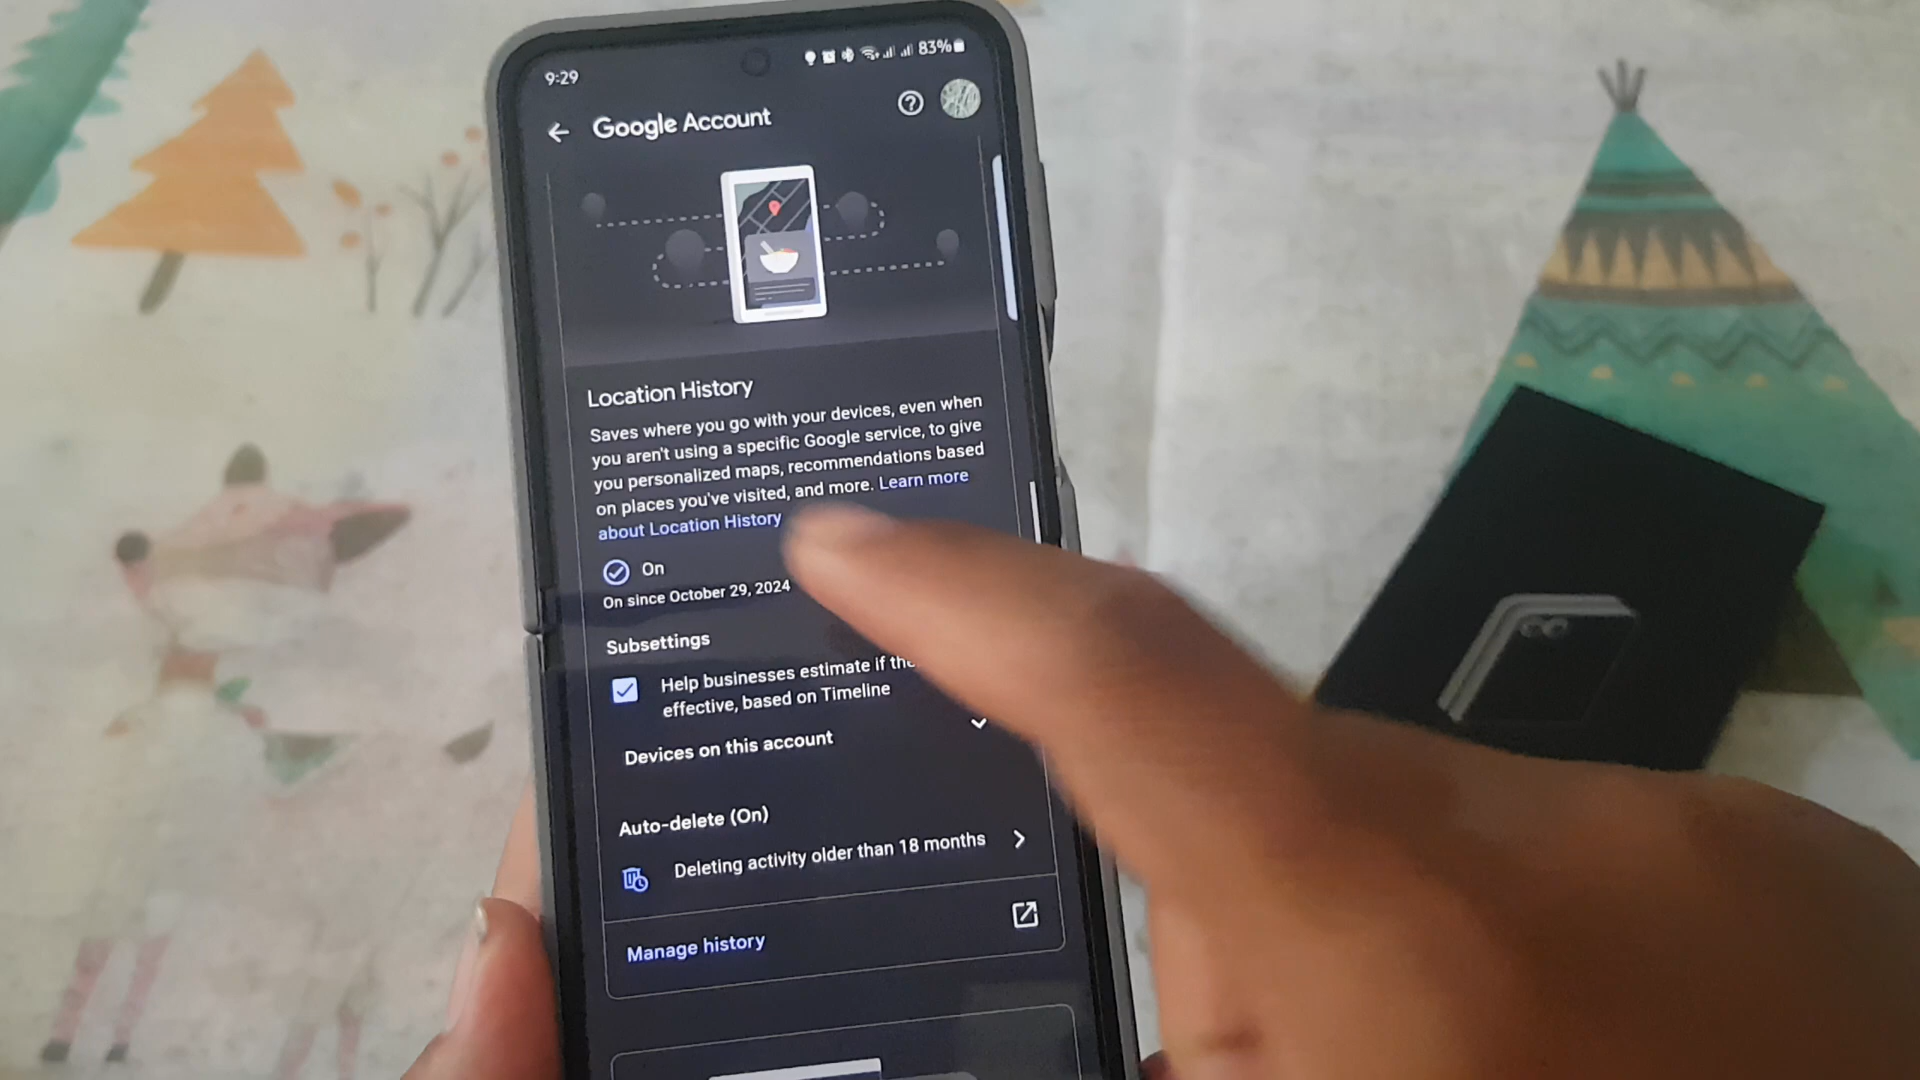 9:29
83%
Google Account
Location History
Saves where you go with your devices, even when
you aren't using a specific Google service, to give
you personalized maps, recommendations based
on places you've visited, and more. Learn more
about Location History
On
On since October 29, 2024
Subsettings
Help businesses estimate if
effective, based on Timeline
Devices on this account
Auto-delete (On)
Deleting activity older than 18 months
Manage history